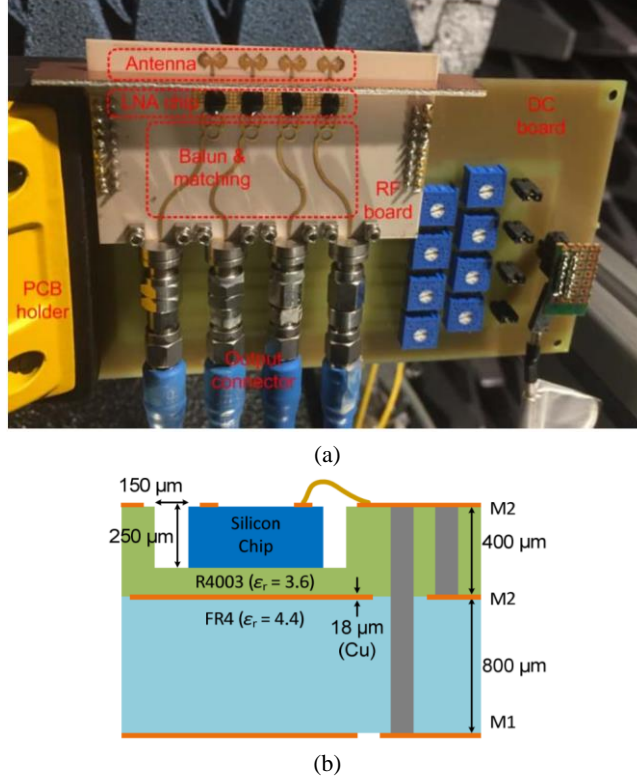 Antenna
LNA chip
DC
board
Balun &
matching
RF
board
PCB
holder
Output
connector
(a)
150 μm
250 μm
Silicon
Chip
M2
400 μm
R4003 (εr = 3.6)
M2
FR4 (εr = 4.4)
18 μm
(Cu)
800 μm
M1
(b)